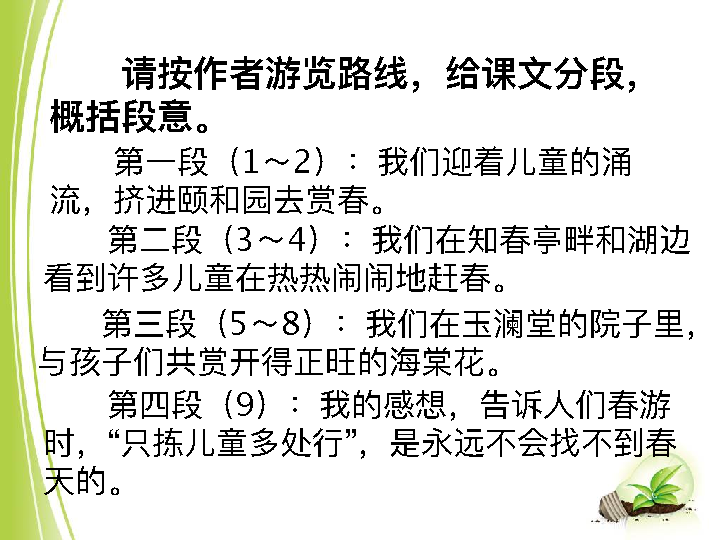 请按作者游览路线，给课文分段，
概括段意。
第一段（1～2）：我们迎着儿童的涌
流，挤进颐和园去赏春。
第二段（3～4）：我们在知春亭畔和湖边
看到许多儿童在热热闹闹地赶春。
第三段（5～8）：我们在玉澜堂的院子里，
与孩子们共赏开得正旺的海棠花。
第四段（9）：我的感想，告诉人们春游
时，“只拣儿童多处行”，是永远不会找不到春
天的。